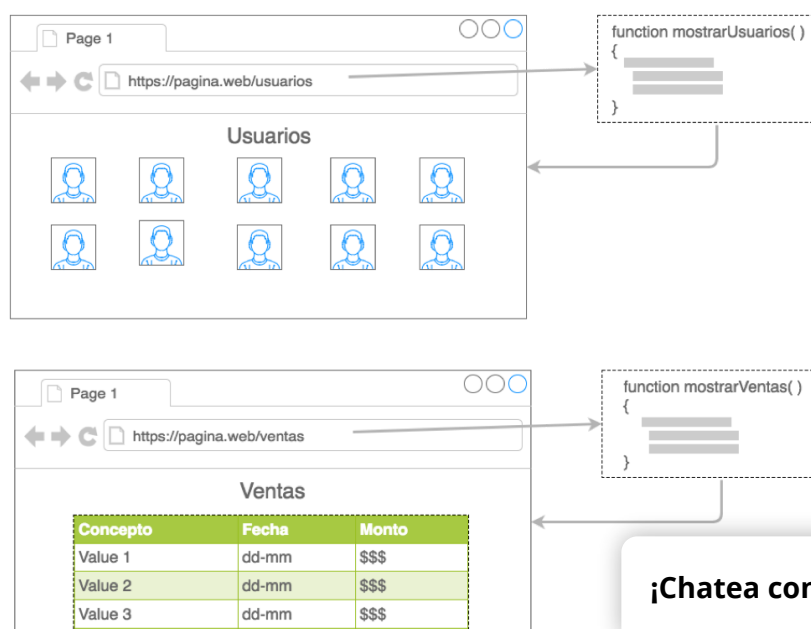 Page 1
https://pagina.web/usuarios
function mostrarUsuarios( )
{
}
Usuarios
Page 1
https://pagina.web/ventas
function mostrarVentas( )
{
}
Ventas
Concepto Fecha Monto
Value 1 dd-mm $$$
Value 2 dd-mm $$$
Value 3 dd-mm $$$
¡Chatea con